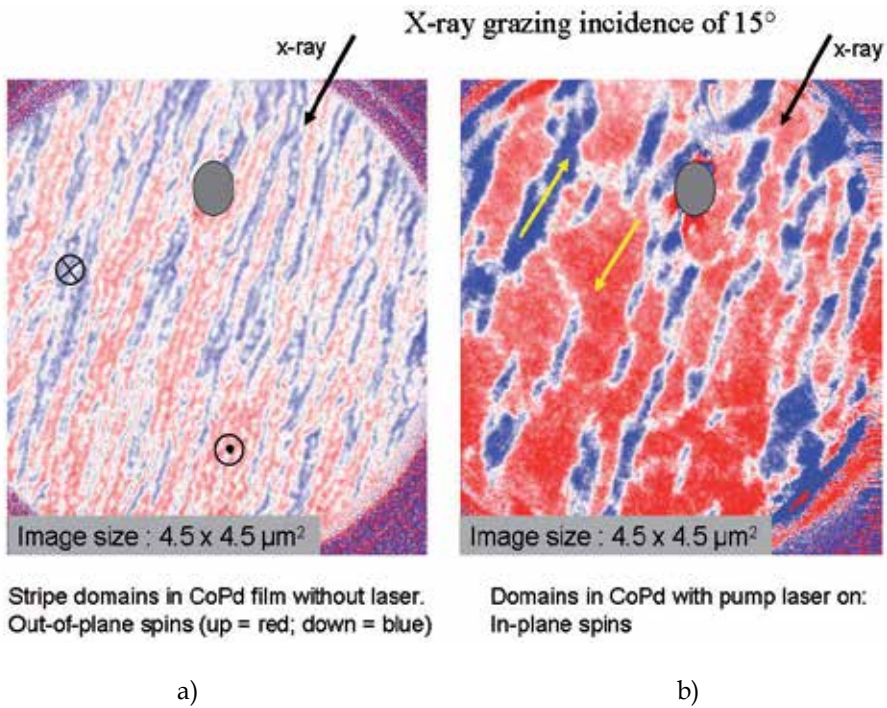 X-ray grazing incidence of 15°
x-ray
x-ray
Image size : 4.5 x 4.5 µm²
Image size : 4.5 x 4.5 µm²
Stripe domains in CoPd film without laser.
Out-of-plane spins (up = red; down = blue)
Domains in CoPd with pump laser on:
In-plane spins
a)
b)